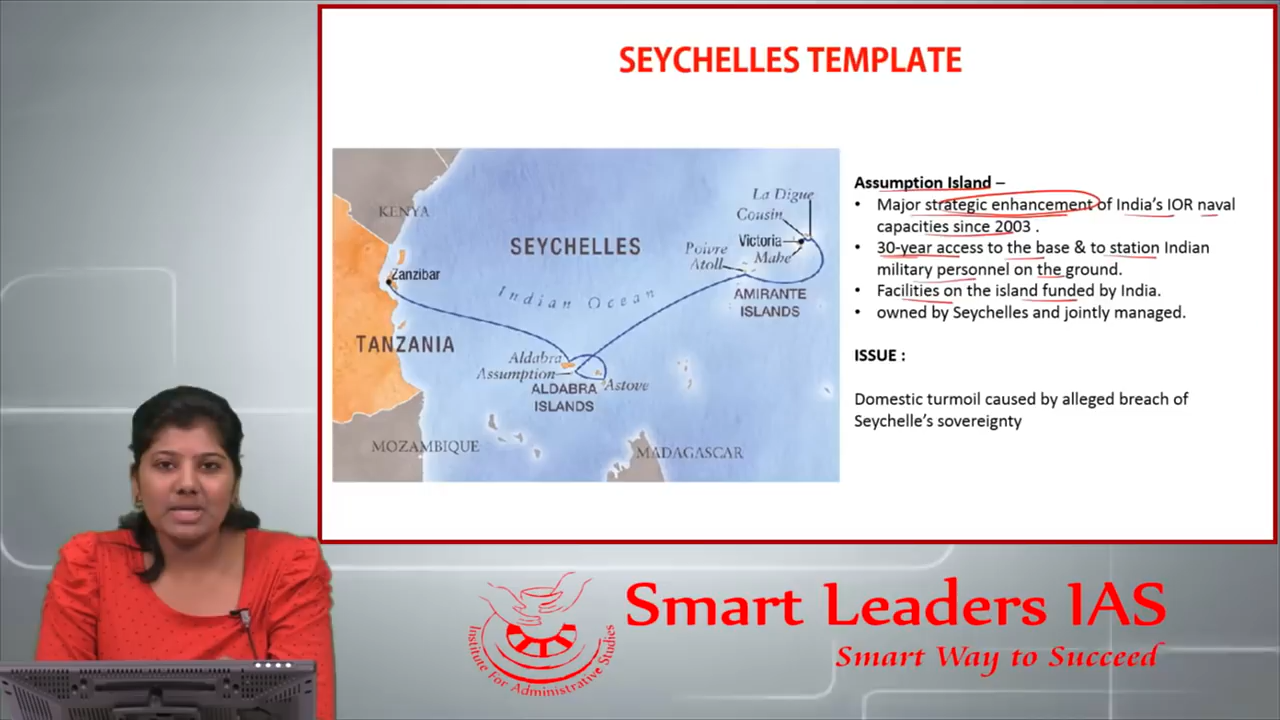 SEYCHELLES TEMPLATE
KENYA
Zanzibar
TANZANIA
MOZAMBIQUE
SEYCHELLES
Indian Ocean
La Digue
Cousin
Victoria
Mahe
Poivre
Atoll
AMIRANTE
ISLANDS
Aldabra
Assumption
Astove
ALDABRA
ISLANDS
MADAGASCAR
Assumption Island –
• Major strategic enhancement of India's IOR naval
capacities since 2003 .
• 30-year access to the base & to station Indian
military personnel on the ground.
• Facilities on the island funded by India.
• owned by Seychelles and jointly managed.
ISSUE :
Domestic turmoil caused by alleged breach of
Seychelle's sovereignty
Institute For Administrative Studies
Smart Leaders IAS
Smart Way to Succeed